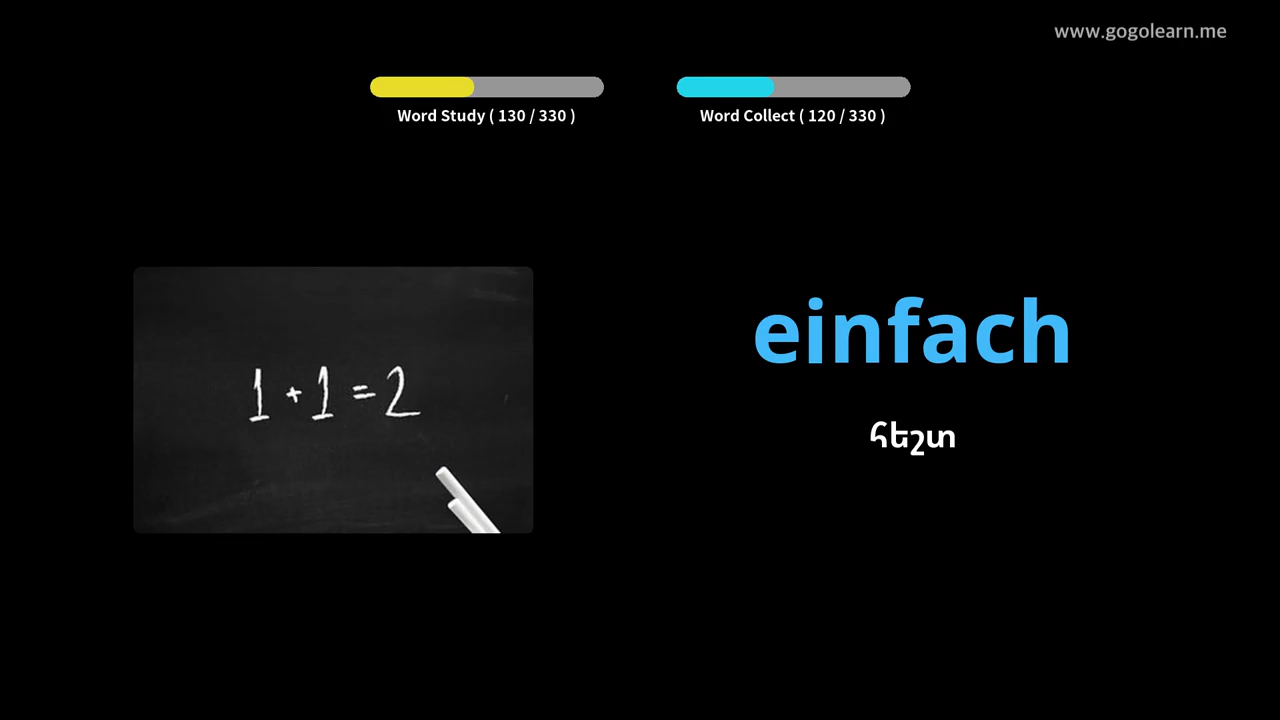 www.gogolearn.me
Word Study ( 130 / 330 )
Word Collect ( 120 / 330 )
1 + 1 = 2
einfach
հեշտ